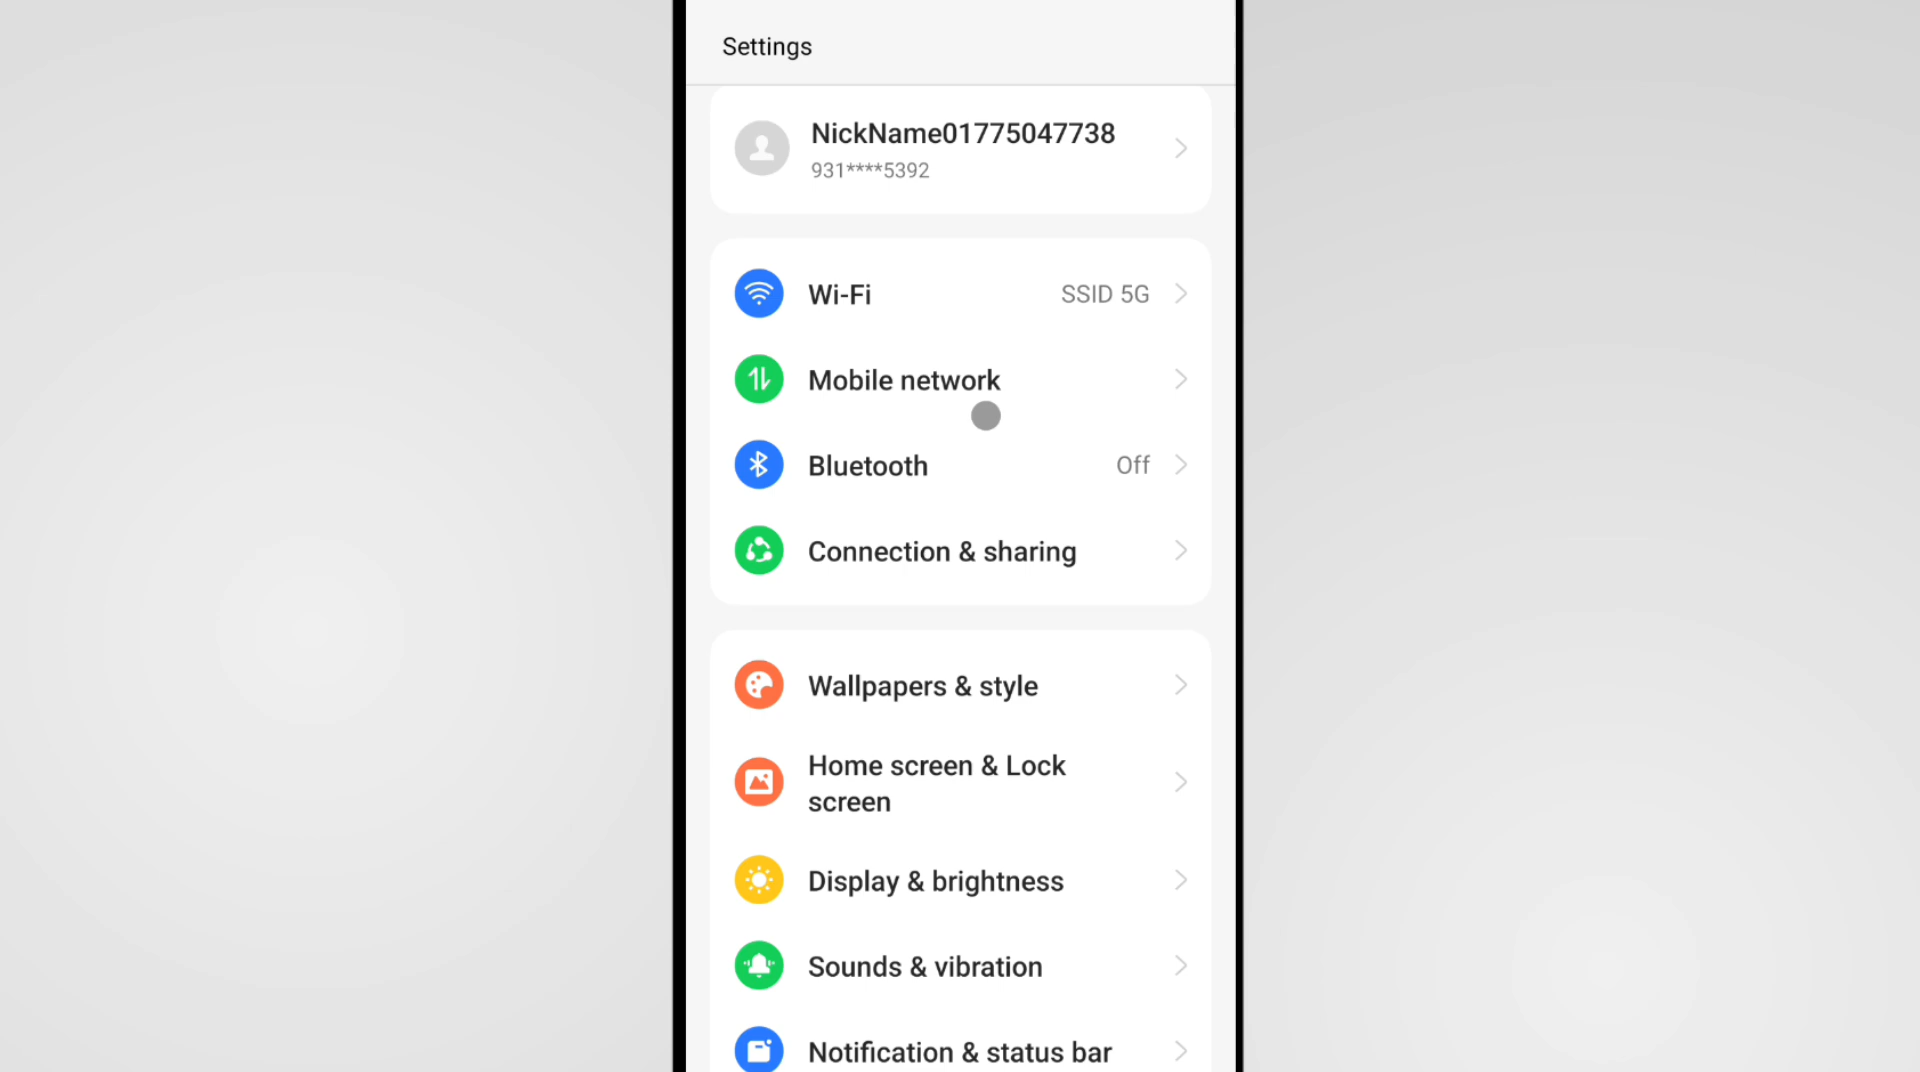 Settings
NickName01775047738
931****5392
Wi-Fi SSID 5G
Mobile network
Bluetooth Off
Connection & sharing
Wallpapers & style
Home screen & Lock
screen
Display & brightness
Sounds & vibration
Notification & status bar